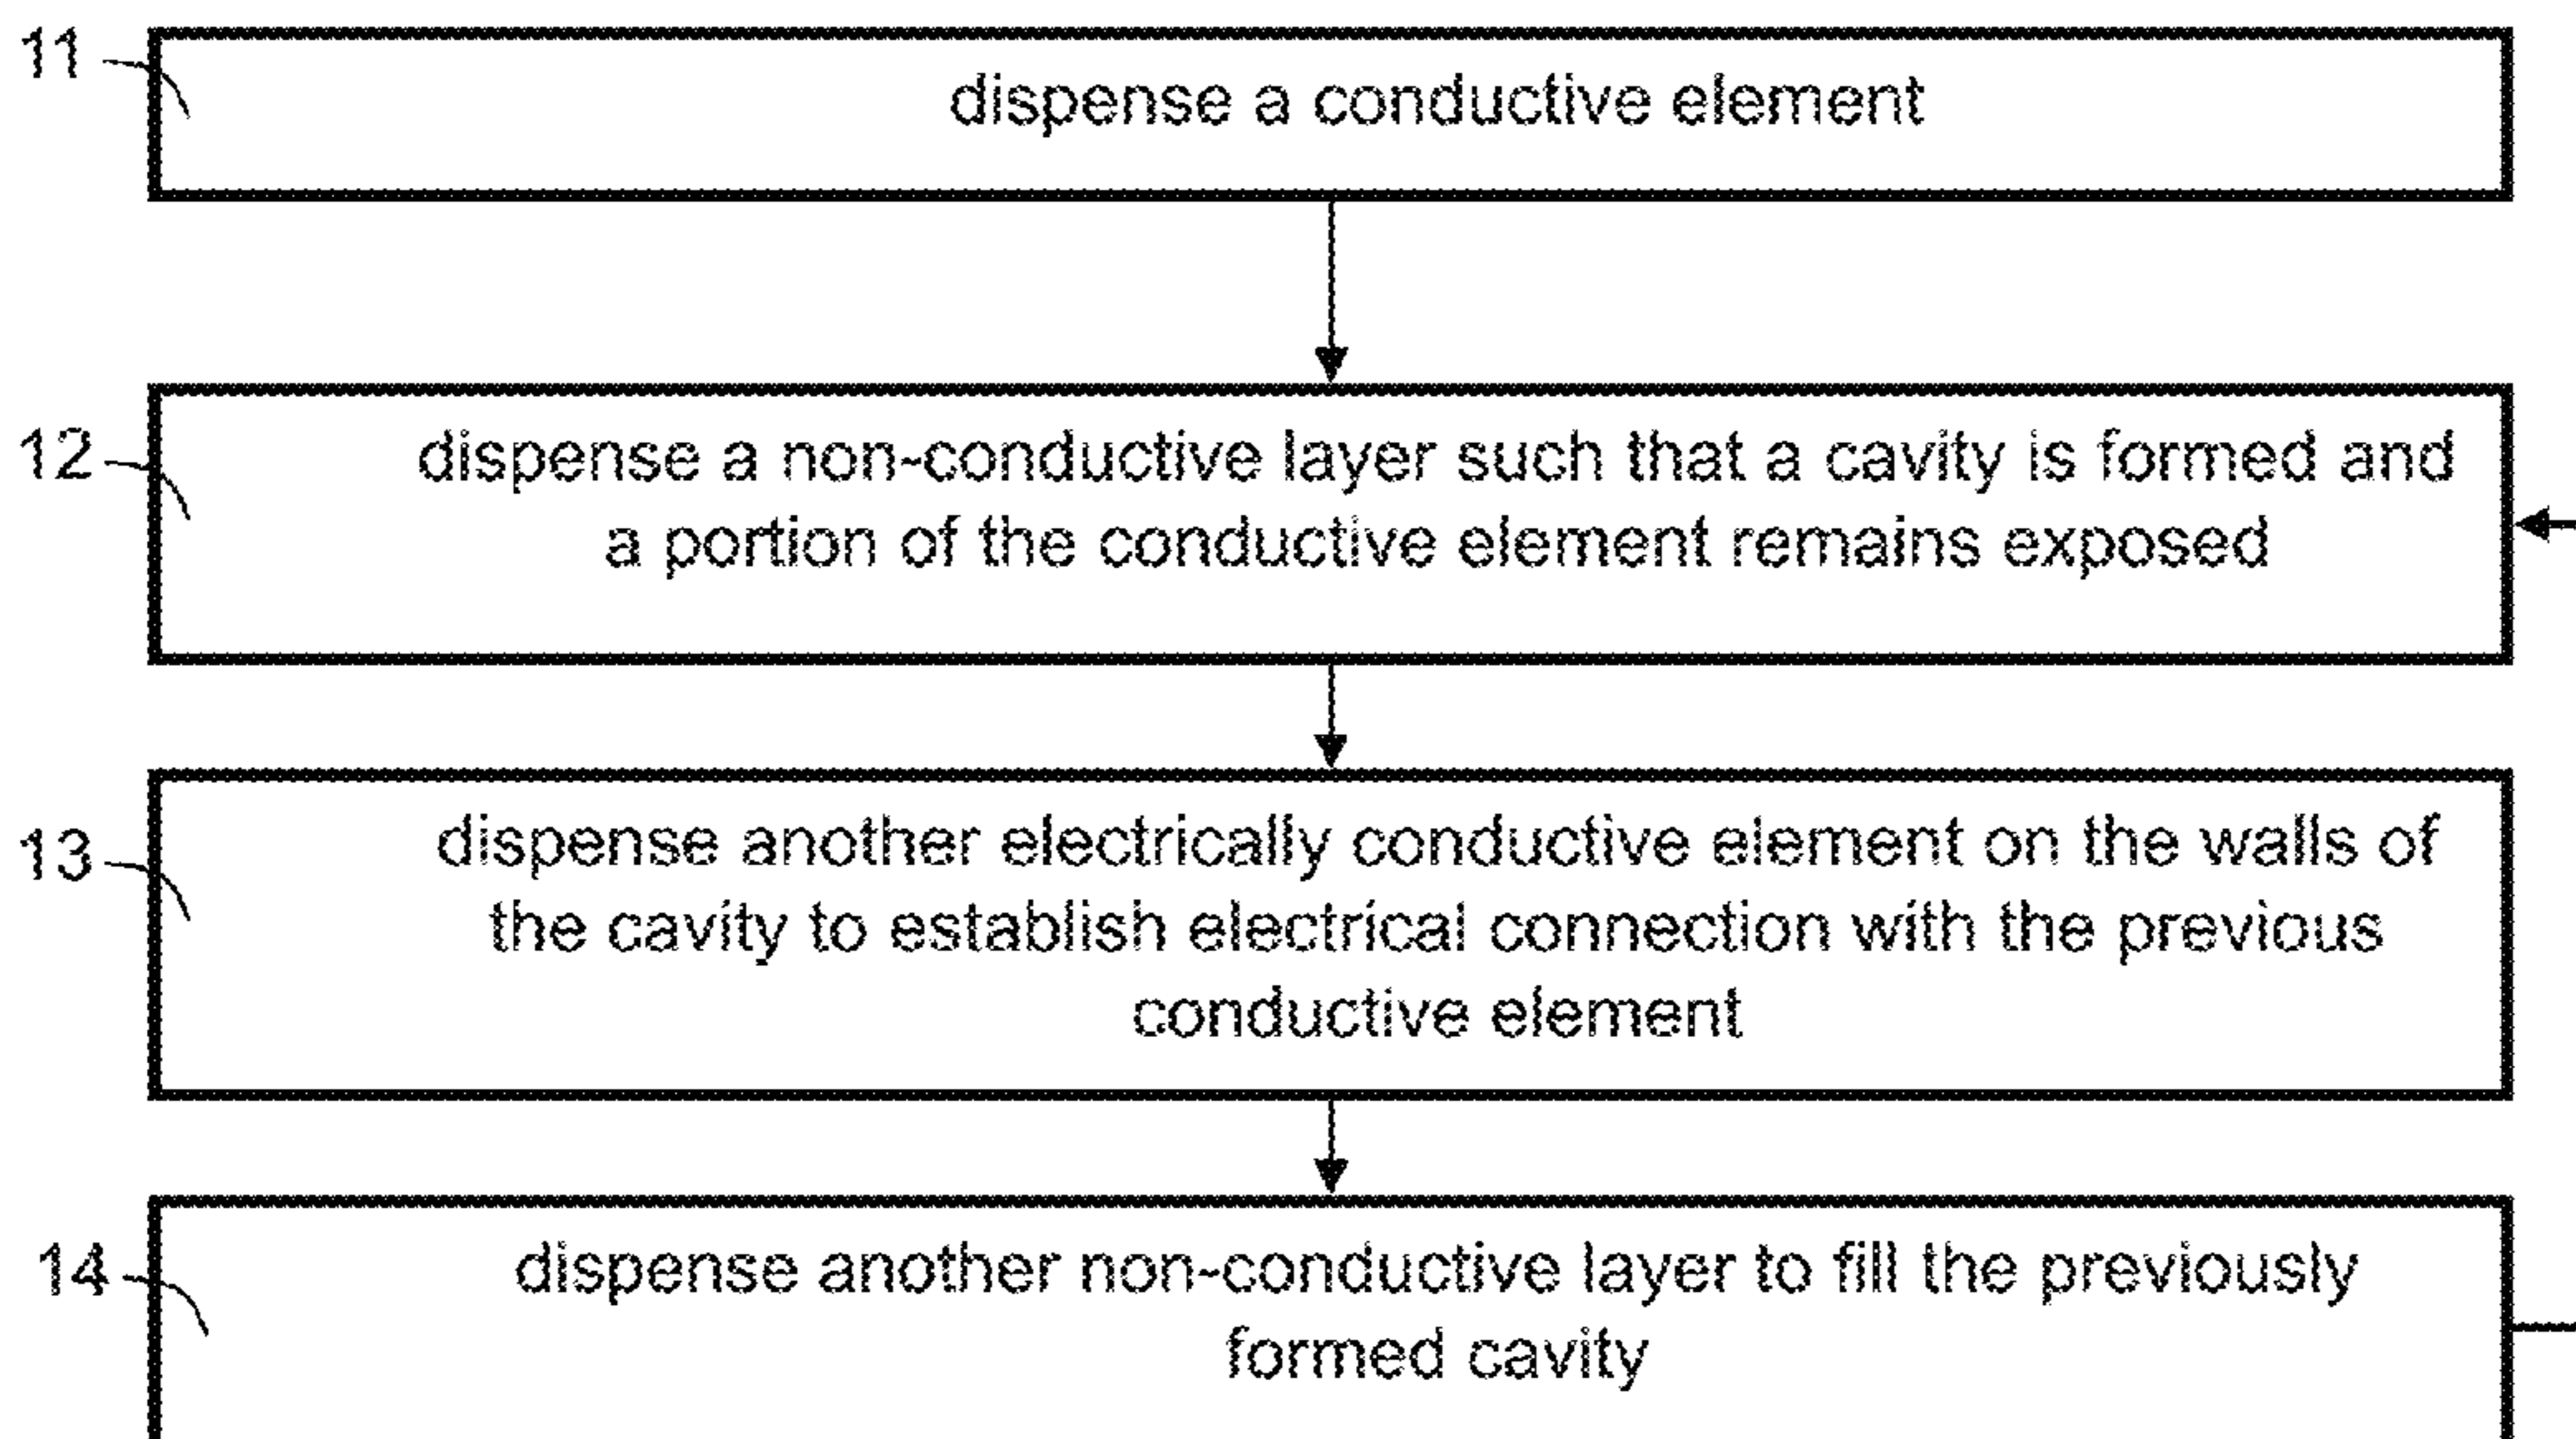 11
dispense a conductive element
12
dispense a non-conductive layer such that a cavity is formed and
a portion of the conductive element remains exposed
13
dispense another electrically conductive element on the walls of
the cavity to establish electrical connection with the previous
conductive element
14
dispense another non-conductive layer to fill the previously
formed cavity